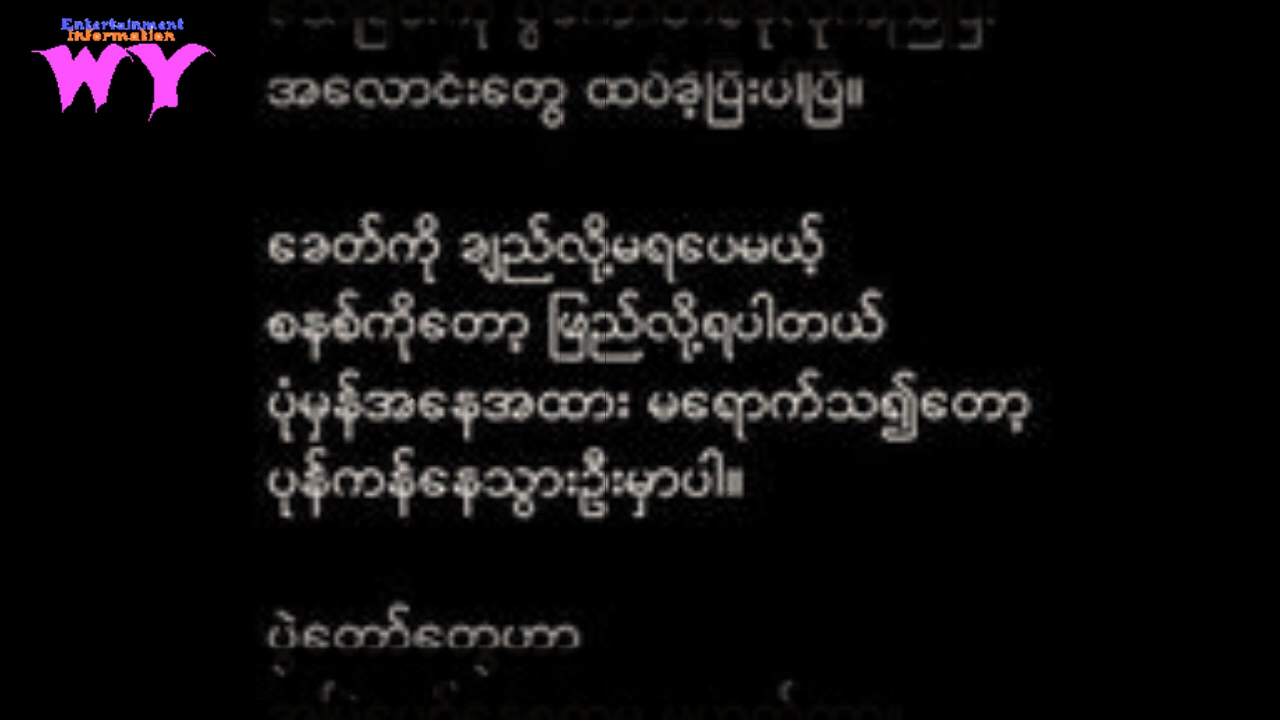 Entertainment
Information
WY
အလောင်းတွေ ထပ်ခဲ့ပြီးပါပြီ။
ခေတ်ကို ချည်လို့မရပေမယ့်
စနစ်ကိုတော့ ဖြည်လို့ရပါတယ်
ပုံမှန်အနေအထား မရောက်သ၍တော့
ပုန်ကန်နေသွားဦးမှာပါ။
ပွဲတော်တွေဟာ